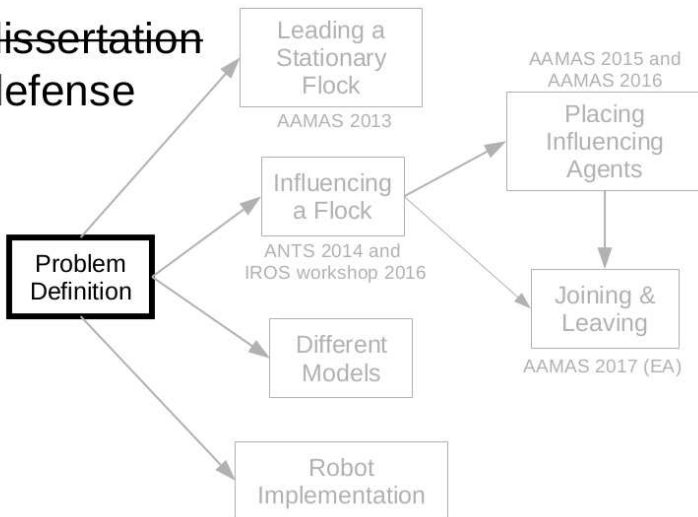 issertation
efense
Leading a
Stationary
Flock
AAMAS 2013
AAMAS 2015 and
AAMAS 2016
Placing
Influencing
Agents
Influencing
a Flock
ANTS 2014 and
IROS workshop 2016
Problem
Definition
Joining &
Leaving
AAMAS 2017 (EA)
Different
Models
Robot
Implementation